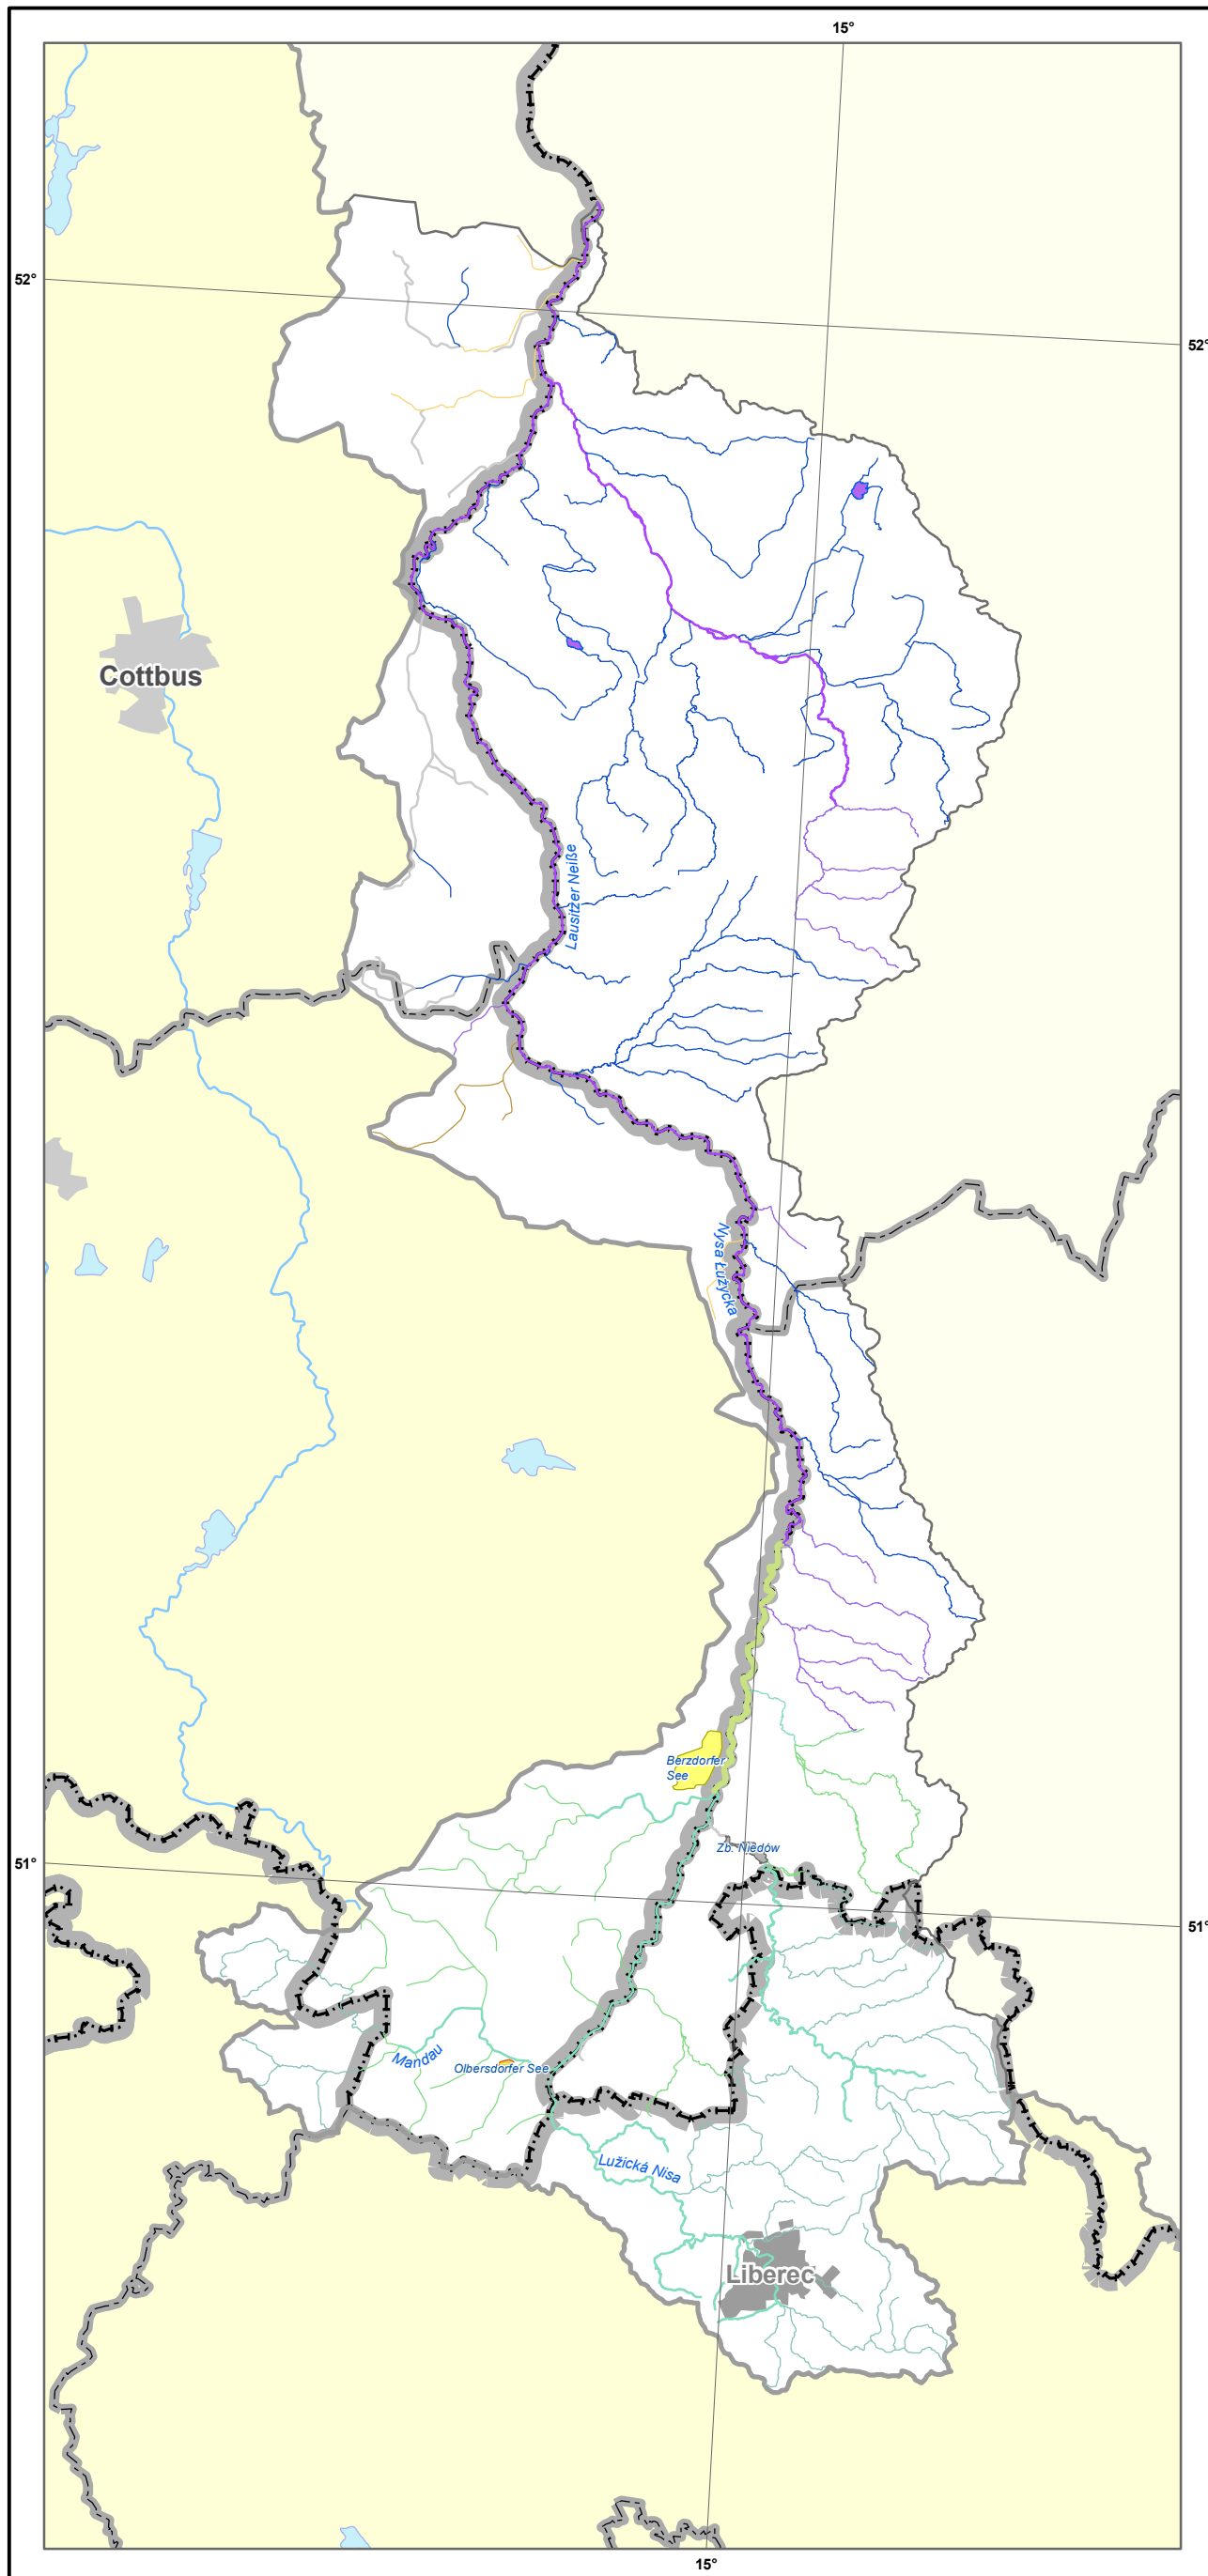 15°
52°
52°
Cottbus
Lausitzer Neiße
Nysa Łużycka
Berzdorfer
See
Zb. Niedów
51°
51°
Mandau
Olbersdorfer See
Lužická Nisa
Liberec
15°